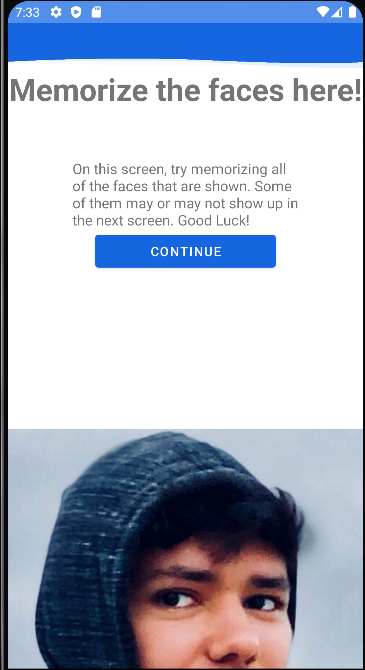 7:33
Memorize the faces here!
On this screen, try memorizing all
of the faces that are shown. Some
of them may or may not show up in
the next screen. Good Luck!
CONTINUE